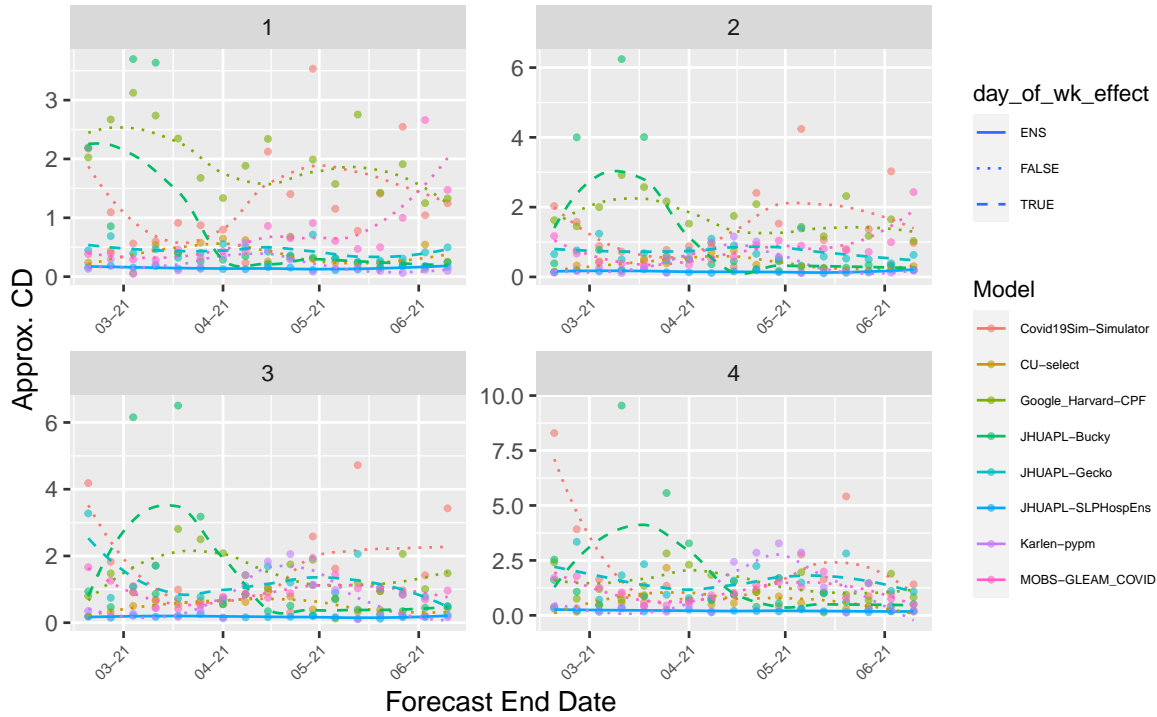 1
2
3
2
1
0
6
4
2
0
03−21
04−21
05−21
06−21
03−21
04−21
05−21
06−21
3
4
6
4
2
0
10.0
7.5
5.0
2.5
0.0
03−21
04−21
05−21
06−21
03−21
04−21
05−21
06−21
Approx. CD
Forecast End Date
day_of_wk_effect
ENS
FALSE
TRUE
Model
Covid19Sim−Simulator
CU−select
Google_Harvard−CPF
JHUAPL−Bucky
JHUAPL−Gecko
JHUAPL−SLPHospEns
Karlen−pypm
MOBS−GLEAM_COVID